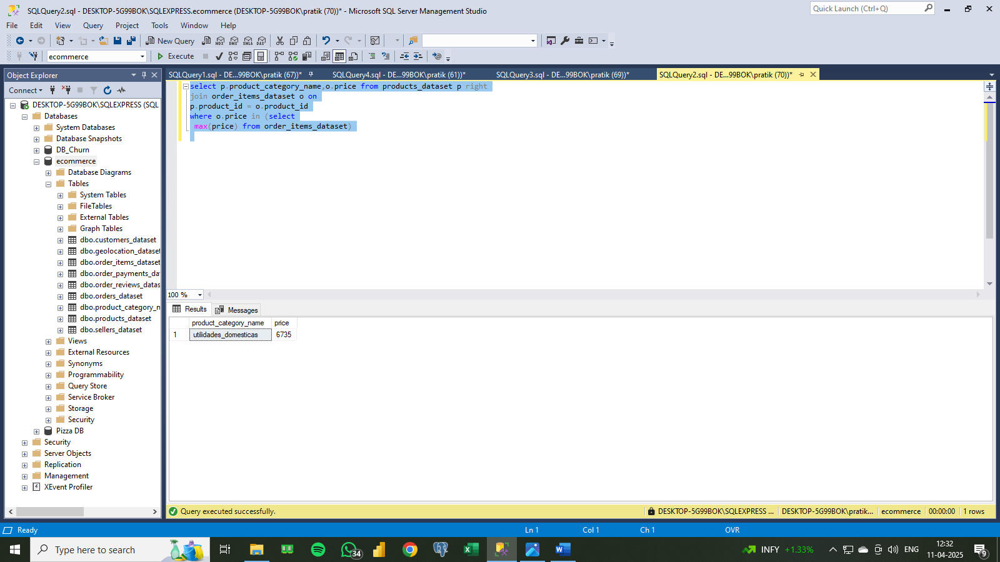 SQLQuery2.sql - DESKTOP-5G99BOK\SQLEXPRESS.ecommerce (DESKTOP-5G99BOK\pratik (70))* - Microsoft SQL Server Management Studio
Quick Launch (Ctrl+Q)
File Edit View Query Project Tools Window Help
New Query
MDX DMX XMLA DAX
ecommerce
Execute
Object Explorer
Connect
DESKTOP-5G99BOK\SQLEXPRESS (SQL
Databases
System Databases
Database Snapshots
DB_Churn
ecommerce
Database Diagrams
Tables
System Tables
FileTables
External Tables
Graph Tables
dbo.customers_dataset
dbo.geolocation_dataset
dbo.order_items_dataset
dbo.order_payments_da
dbo.order_reviews_datas
dbo.orders_dataset
dbo.product_category_n
dbo.products_dataset
dbo.sellers_dataset
Views
External Resources
Synonyms
Programmability
Query Store
Service Broker
Storage
Security
Pizza DB
Security
Server Objects
Replication
Management
XEvent Profiler
SQLQuery1.sql - DE...99BOK\pratik (67))* SQLQuery4.sql - DE...99BOK\pratik (61))* SQLQuery3.sql - DE...99BOK\pratik (69))* SQLQuery2.sql - DE...99BOK\pratik (70))*
select p.product_category_name,o.price from products_dataset p right
join order_items_dataset o on
p.product_id = o.product_id
where o.price in (select
max(price) from order_items_dataset)
100 %
Results Messages
product_category_name price
1 utilidades_domesticas 6735
Query executed successfully.
DESKTOP-5G99BOK\SQLEXPRESS ... DESKTOP-5G99BOK\pratik... ecommerce 00:00:00 1 rows
Ready Ln 1 Col 1 Ch 1 OVR
Type here to search
34
INFY +1.33%
ENG
12:32
11-04-2025
9